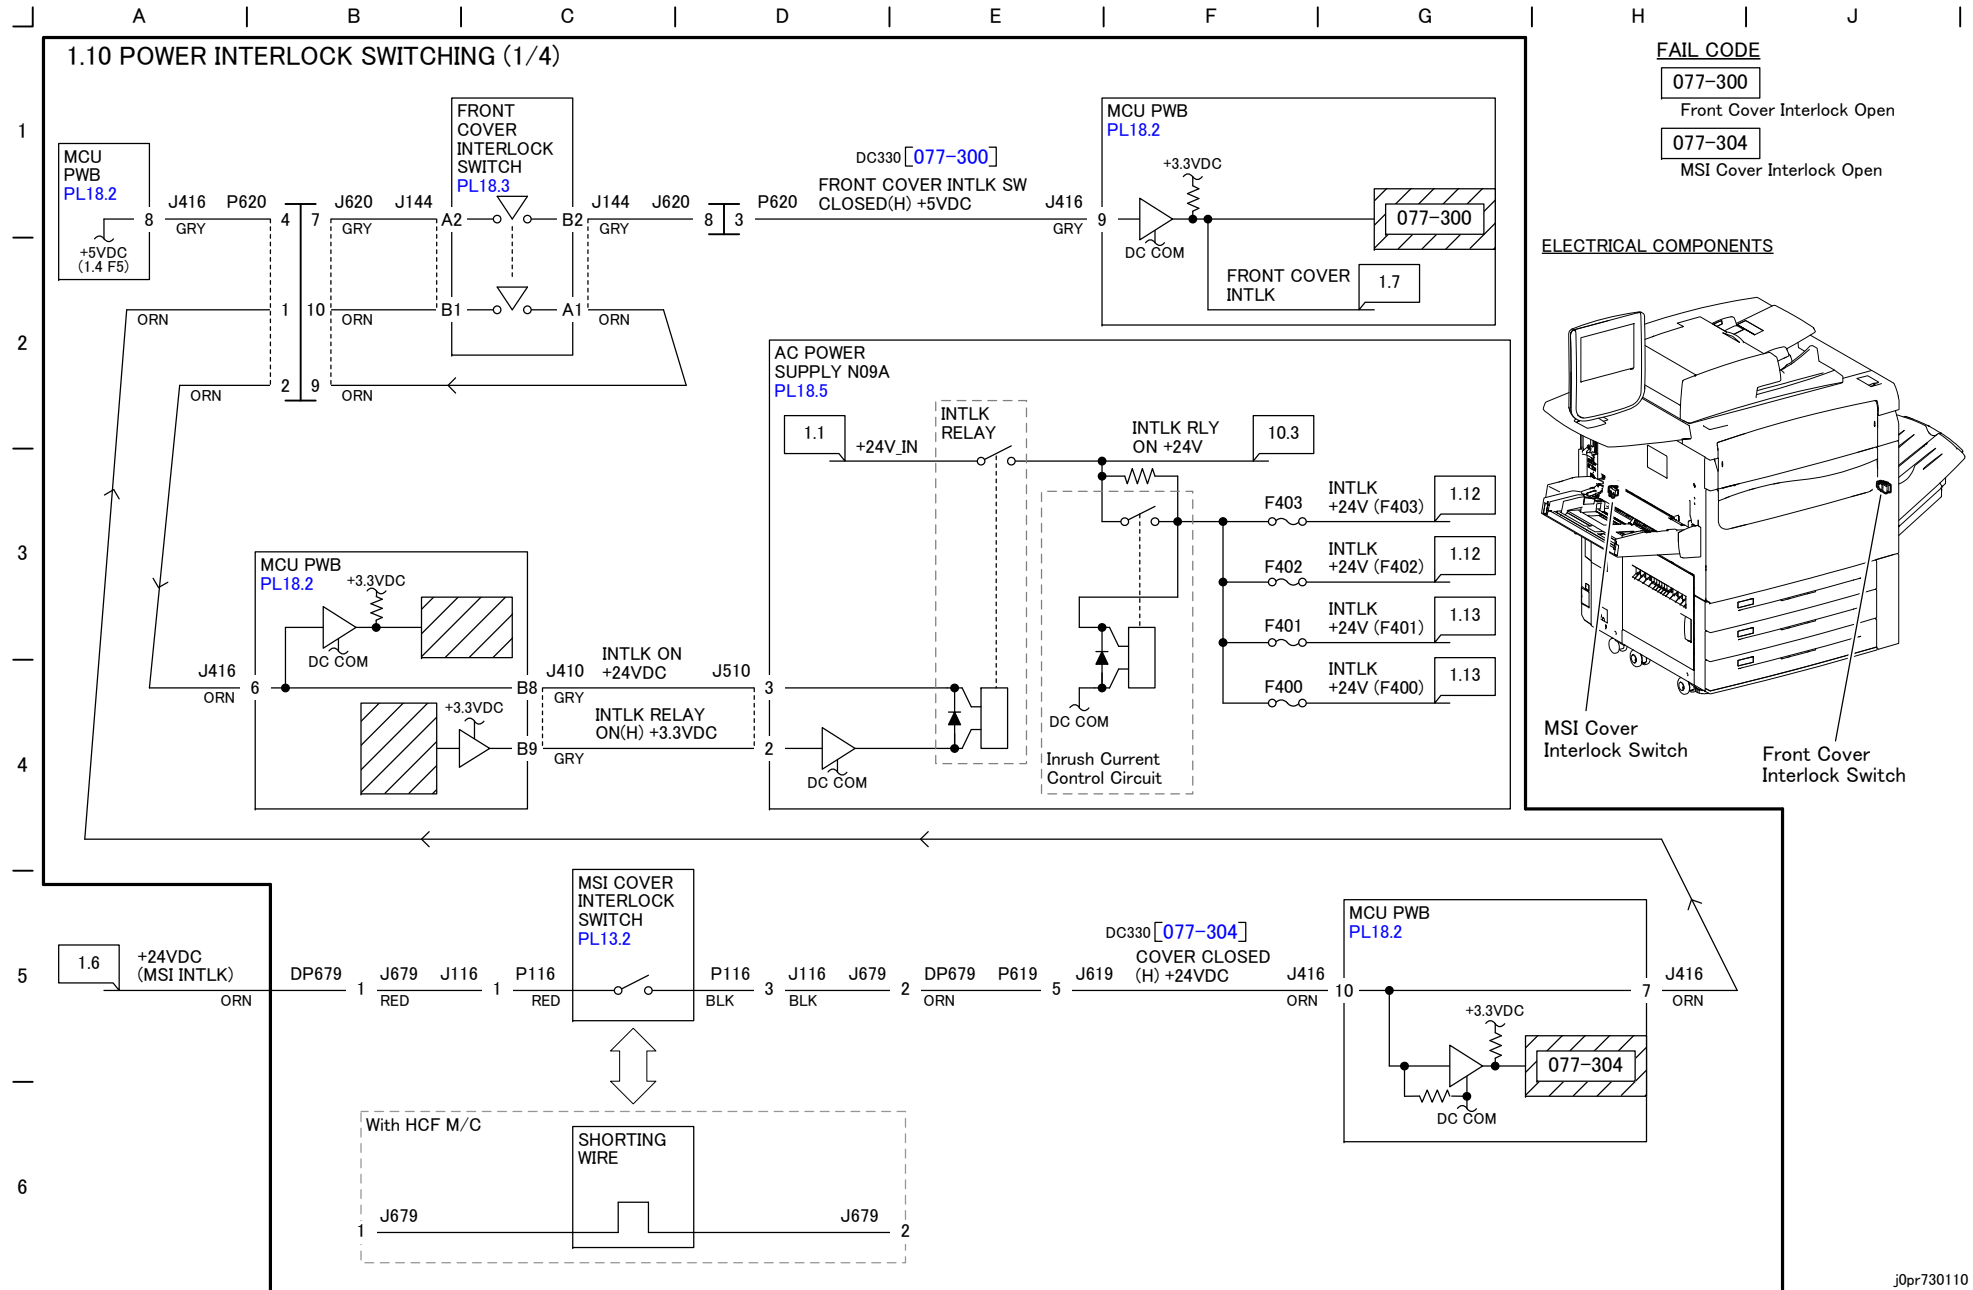 A B C D E F G H J
1.10 POWER INTERLOCK SWITCHING (1/4)
1
2
3
4
5
6
MCU
PWB
PL18.2
8
+5VDC
(1.4 F5)
J416
GRY
P620
4
7
J620
GRY
J144
FRONT
COVER
INTERLOCK
SWITCH
PL18.3
A2
B2
J144
GRY
J620
8
3
P620
DC330 [077-300]
FRONT COVER INTLK SW
CLOSED(H) +5VDC
J416
GRY
9
MCU PWB
PL18.2
+3.3VDC
DC COM
077-300
FRONT COVER
INTLK
1.7
ORN
1
10
ORN
B1
A1
ORN
ORN
2
9
ORN
AC POWER
SUPPLY N09A
PL18.5
1.1
+24V_IN
INTLK
RELAY
INTLK RLY
ON +24V
10.3
F403
INTLK
+24V (F403)
1.12
F402
INTLK
+24V (F402)
1.12
F401
INTLK
+24V (F401)
1.13
F400
INTLK
+24V (F400)
1.13
DC COM
Inrush Current
Control Circuit
MCU PWB
PL18.2
+3.3VDC
DC COM
J416
ORN
6
B8
J410
GRY
INTLK ON
+24VDC
J510
3
+3.3VDC
B9
GRY
INTLK RELAY
ON(H) +3.3VDC
2
DC COM
1.6
+24VDC
(MSI INTLK)
ORN
DP679
1
J679
RED
J116
1
P116
RED
MSI COVER
INTERLOCK
SWITCH
PL13.2
P116
BLK
3
J116
BLK
J679
2
DP679
ORN
P619
5
J619
DC330 [077-304]
COVER CLOSED
(H) +24VDC
J416
ORN
10
MCU PWB
PL18.2
7
J416
ORN
+3.3VDC
DC COM
077-304
With HCF M/C
SHORTING
WIRE
1
J679
J679
2
FAIL CODE
077-300
Front Cover Interlock Open
077-304
MSI Cover Interlock Open
ELECTRICAL COMPONENTS
MSI Cover
Interlock Switch
Front Cover
Interlock Switch
j0pr730110